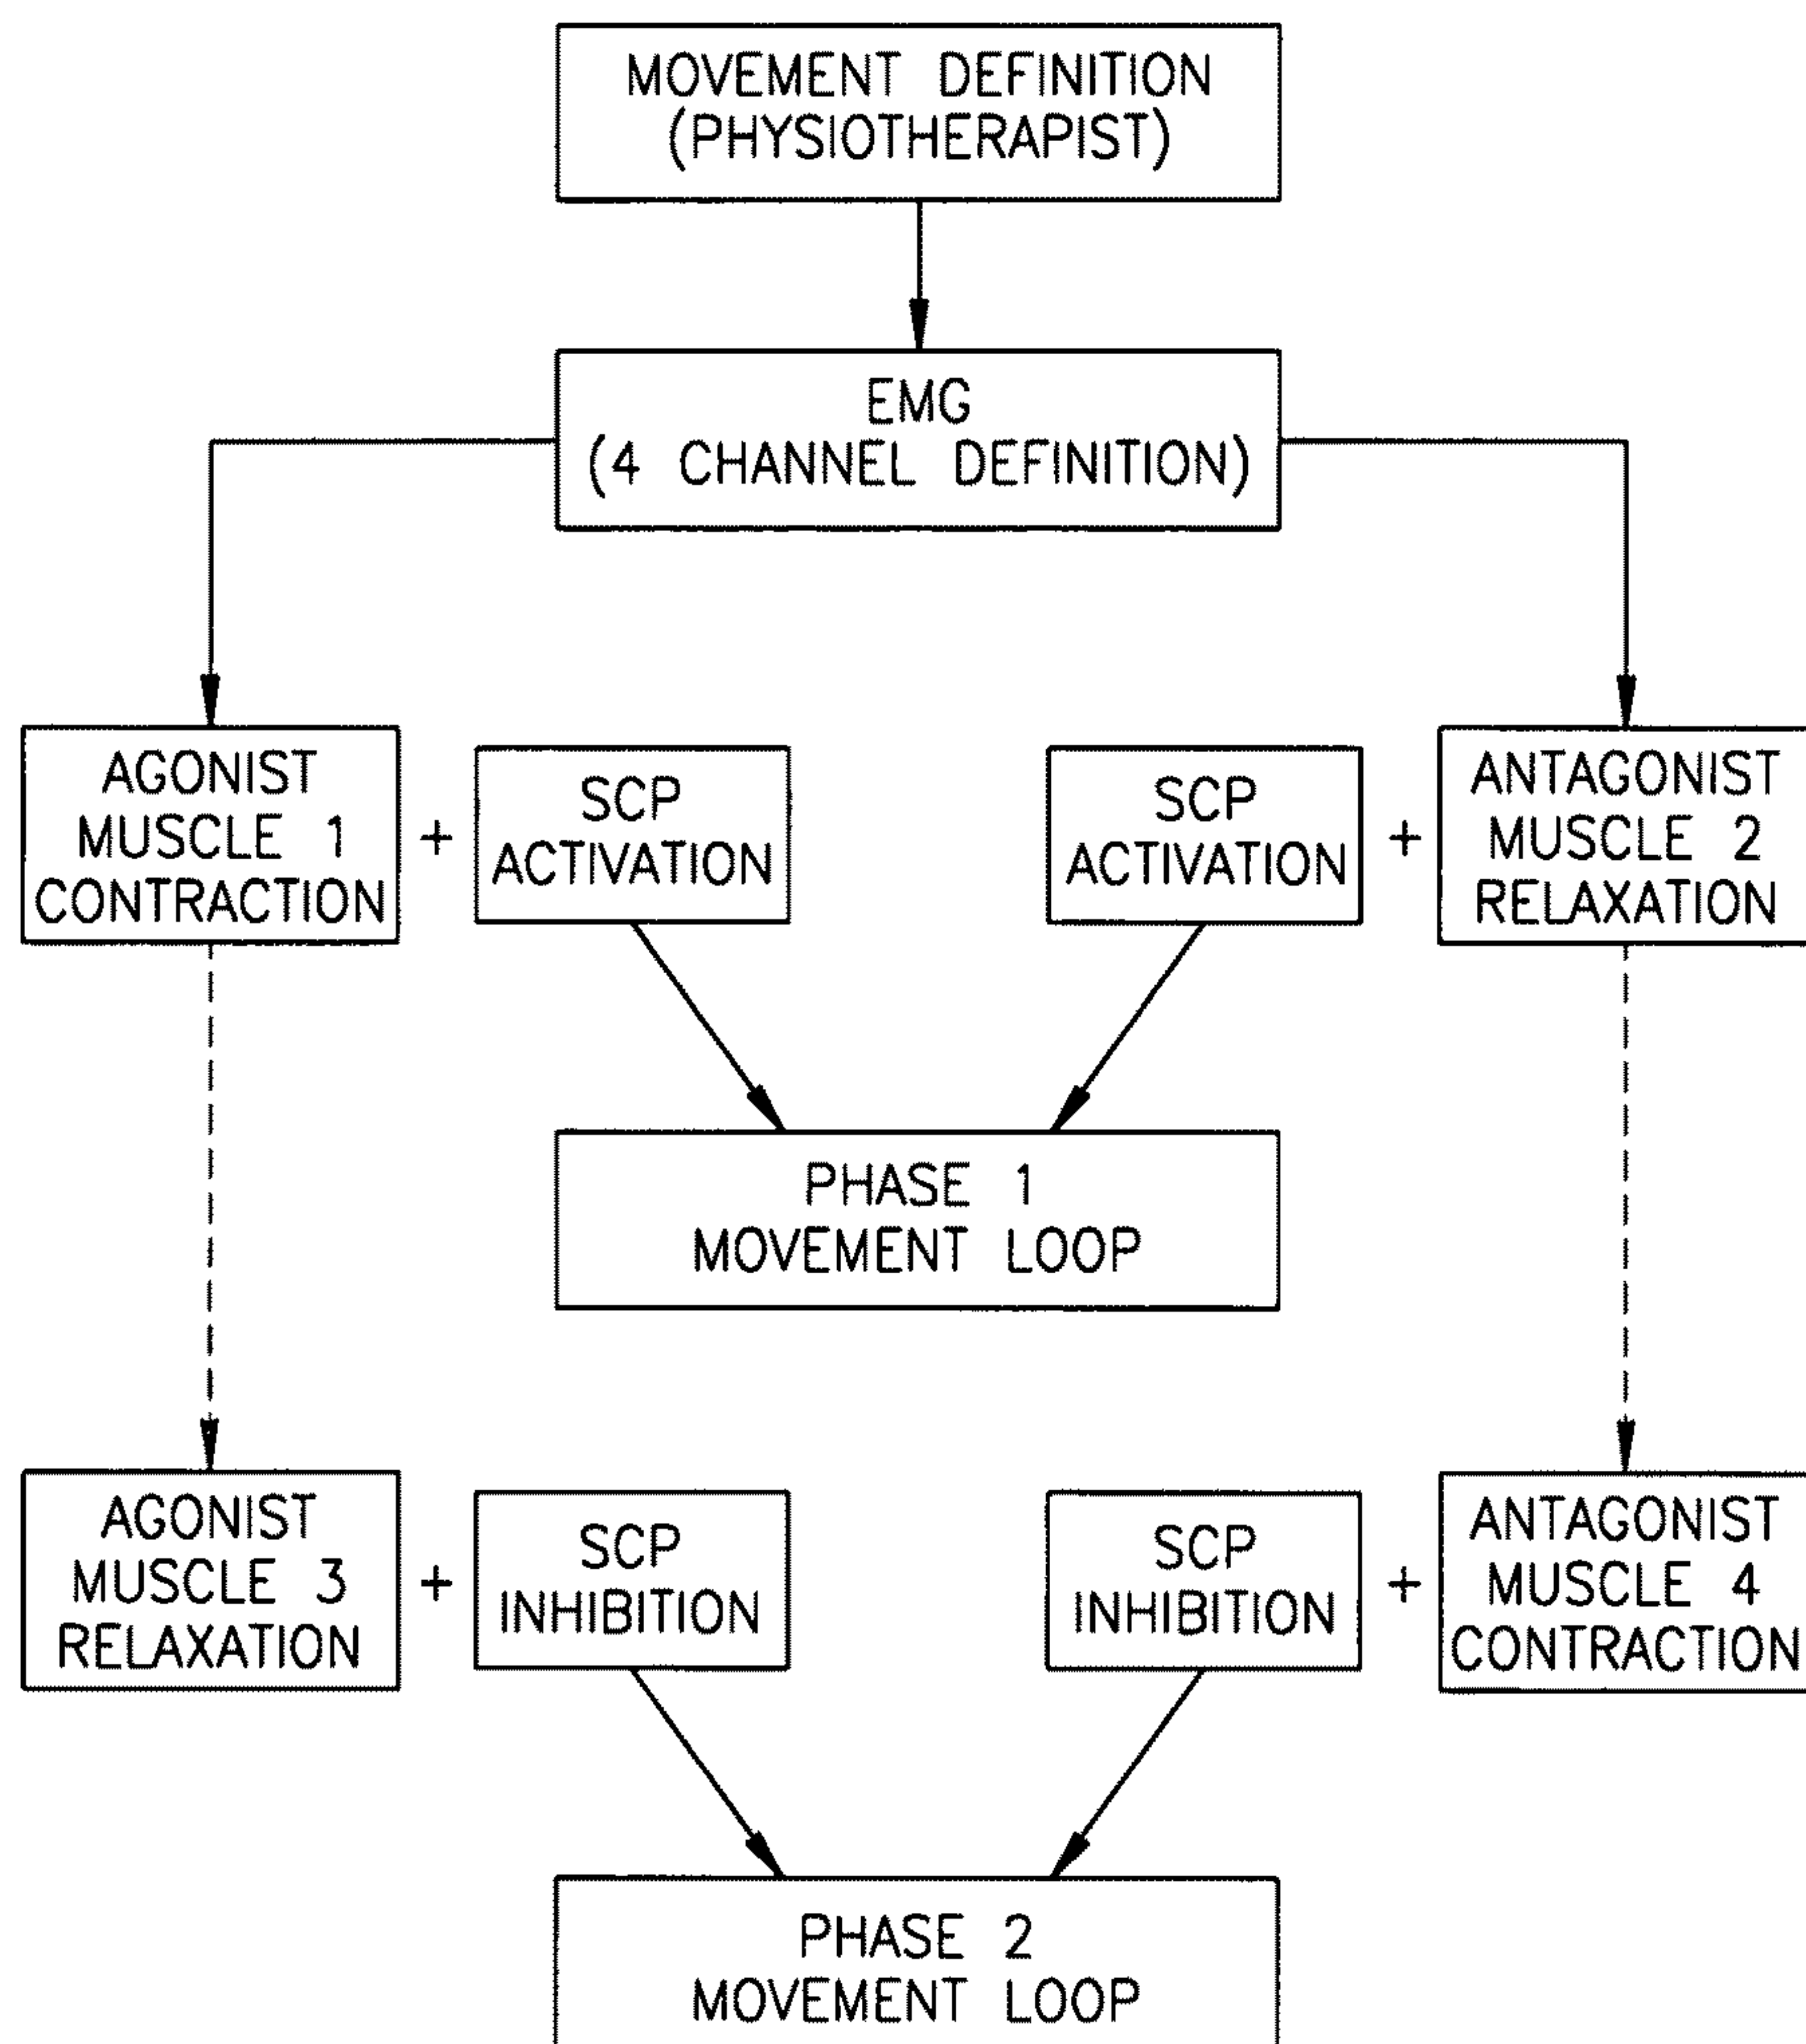 MOVEMENT DEFINITION
(PHYSIOTHERAPIST)
EMG
(4 CHANNEL DEFINITION)
AGONIST
MUSCLE 1
CONTRACTION
+
SCP
ACTIVATION
SCP
ACTIVATION
+
ANTAGONIST
MUSCLE 2
RELAXATION
PHASE 1
MOVEMENT LOOP
AGONIST
MUSCLE 3
RELAXATION
+
SCP
INHIBITION
SCP
INHIBITION
+
ANTAGONIST
MUSCLE 4
CONTRACTION
PHASE 2
MOVEMENT LOOP